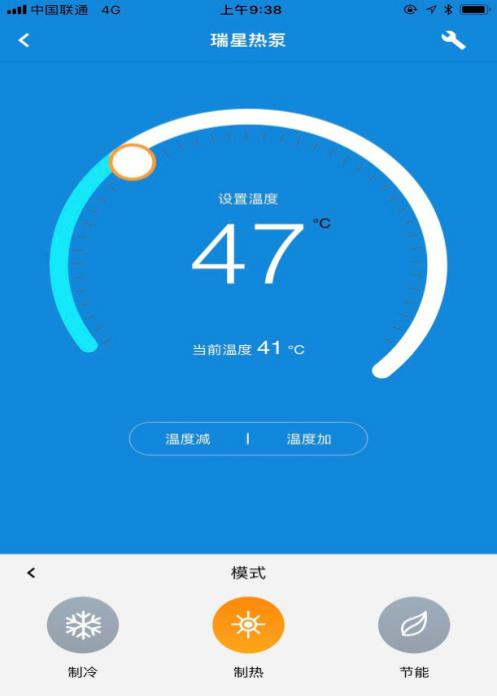 中国联通 4G 上午9:38
瑞星热泵
设置温度
47 °C
当前温度 41 °C
温度减 | 温度加
模式
制冷 制热 节能